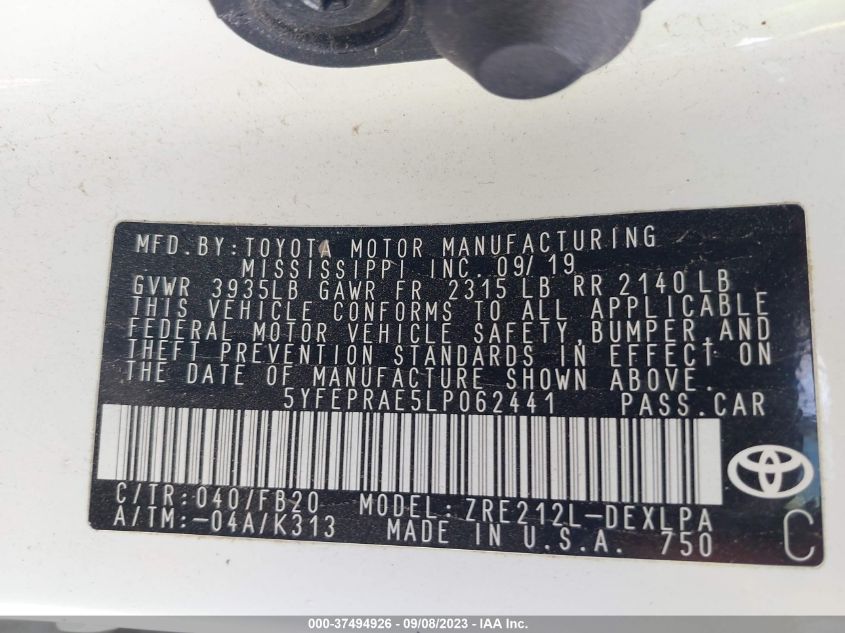 MFD.BY:TOYOTA MOTOR MANUFACTURING
MISSISSIPPI INC. 09/19
GVWR 3935LB GAWR FR 2315 LB RR 2140 LB
THIS VEHICLE CONFORMS TO ALL APPLICABLE
FEDERAL MOTOR VEHICLE SAFETY,BUMPER,AND
THEFT PREVENTION STANDARDS IN EFFECT ON
THE DATE OF MANUFACTURE SHOWN ABOVE.
5YFEPRAE5LP062441 PASS.CAR
C/TR:040/FB20 MODEL:ZRE212L-DEXLPA
A/TM:-04A/K313 MADE IN U.S.A. 750 C
000-37494926 - 09/08/2023 - IAA Inc.